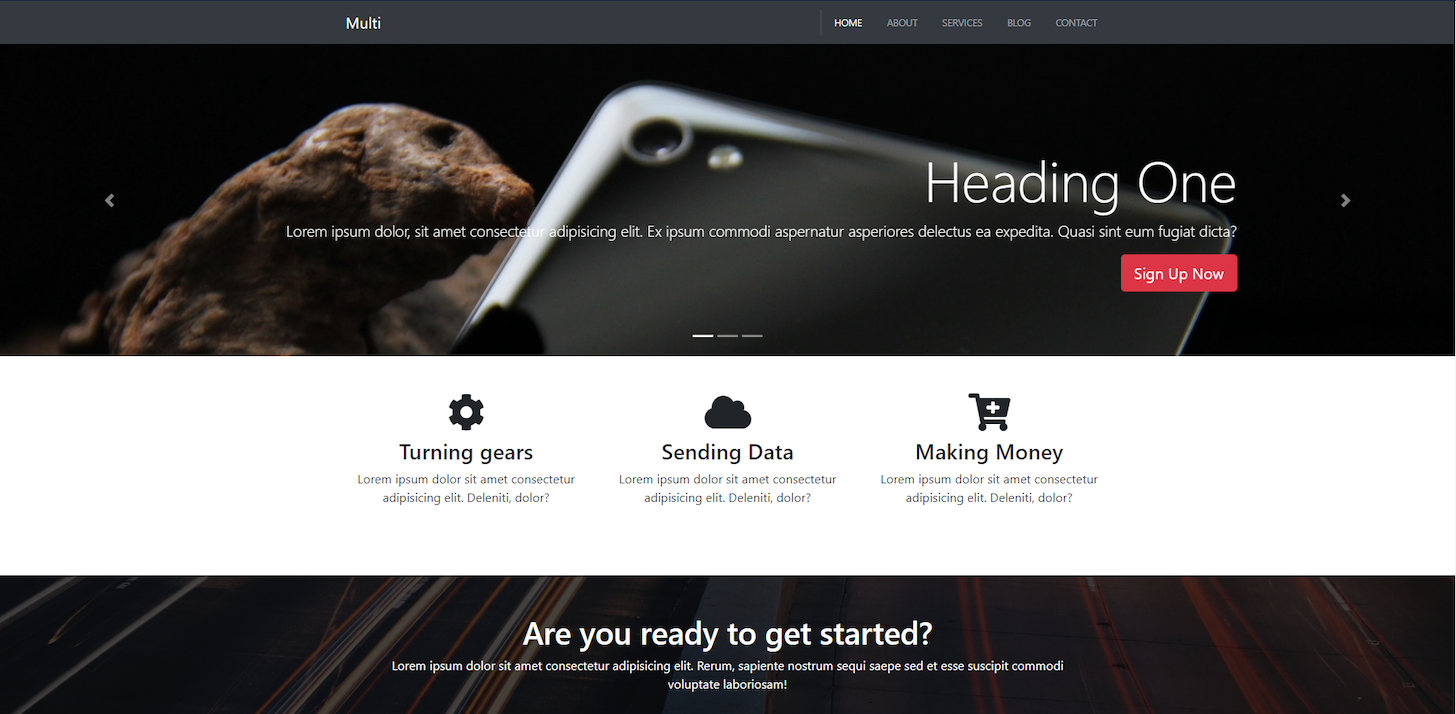 Multi
HOME ABOUT SERVICES BLOG CONTACT
Heading One
Lorem ipsum dolor, sit amet consectetur adipisicing elit. Ex ipsum commodi aspernatur asperiores delectus ea expedita. Quasi sint eum fugiat dicta?
Sign Up Now
Turning gears
Lorem ipsum dolor sit amet consectetur
adipisicing elit. Deleniti, dolor?
Sending Data
Lorem ipsum dolor sit amet consectetur
adipisicing elit. Deleniti, dolor?
Making Money
Lorem ipsum dolor sit amet consectetur
adipisicing elit. Deleniti, dolor?
Are you ready to get started?
Lorem ipsum dolor sit amet consectetur adipisicing elit. Rerum, sapiente nostrum sequi saepe sed et esse suscipit commodi
voluptate laboriosam!